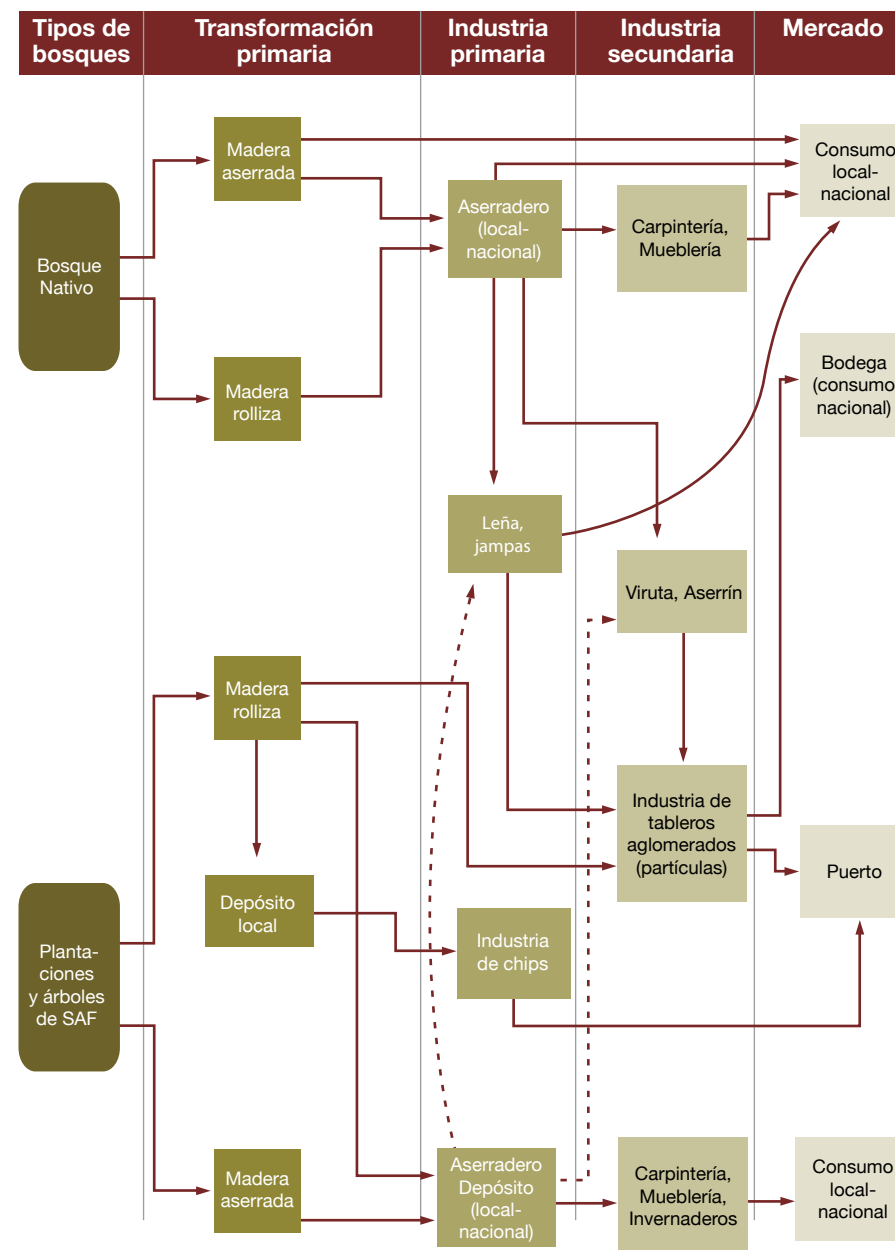 Tipos de
bosques
Transformación
primaria
Industria
primaria
Industria
secundaria
Mercado
Madera
aserrada
Consumo
local-
nacional
Aserradero
(local-
nacional)
Carpintería,
Mueblería
Bosque
Nativo
Madera
rolliza
Bodega
(consumo
nacional)
Leña,
jampas
Viruta, Aserrín
Madera
rolliza
Industria de
tableros
aglomerados
(partículas)
Puerto
Depósito
local
Industria
de chips
Planta-
ciones
y árboles
de SAF
Madera
aserrada
Aserradero
Depósito
(local-
nacional)
Carpintería,
Mueblería,
Invernaderos
Consumo
local-
nacional